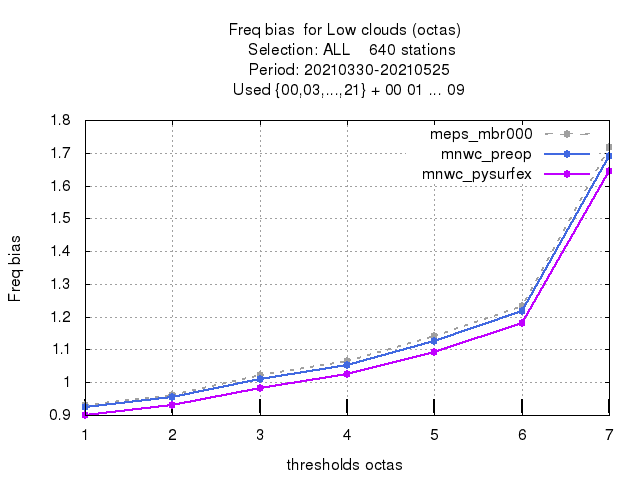 Freq bias for Low clouds (octas)
Selection: ALL 640 stations
Period: 20210330-20210525
Used {00,03,...,21} + 00 01 ... 09
meps_mbr000
mnwc_preop
mnwc_pysurfex
1.8
1.7
1.6
1.5
1.4
1.3
1.2
1.1
1
0.9
Freq bias
1 2 3 4 5 6 7
thresholds octas